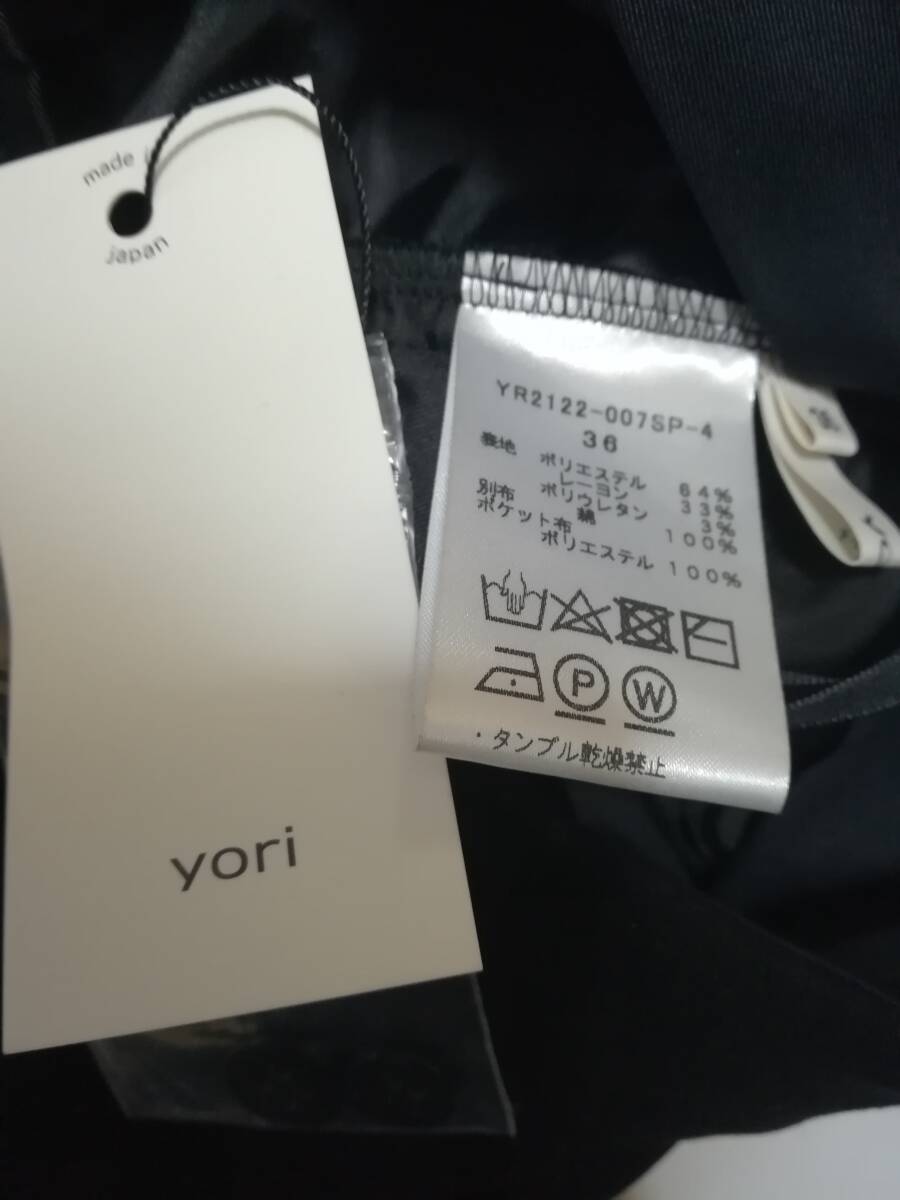 made
japan
yori
YR2122-007SP-4
36
表地 ポリエステル 64%
レーヨン 33%
ポリウレタン 3%
別布 綿 100%
ポケット布
ポリエステル 100%
P W
・タンブル乾燥禁止